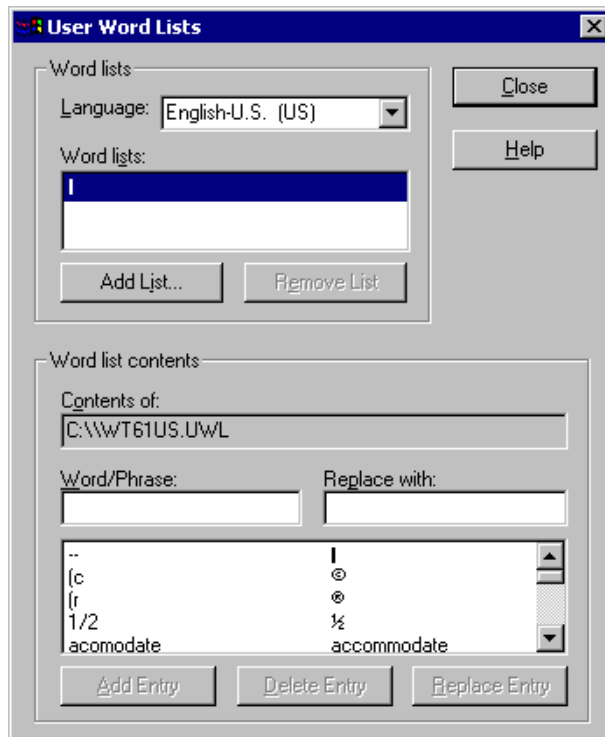 User Word Lists
Word lists
Language: English-U.S. (US)
Close
Help
Word lists:
Add List... Remove List
Word list contents
Contents of:
C:\\WT61US.UWL
Word/Phrase: Replace with:
--
(c ©
(r ®
1/2 ½
acomodate accommodate
Add Entry Delete Entry Replace Entry